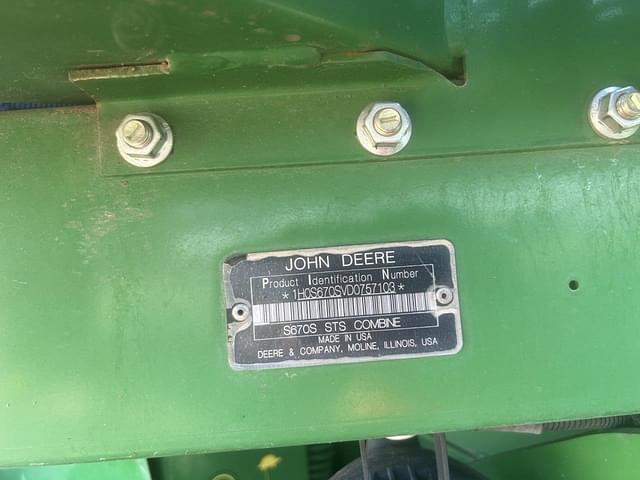 JOHN DEERE
Product Identification Number
*1H0S670SVD0757103*
S670S STS COMBINE
MADE IN USA
DEERE & COMPANY, MOLINE, ILLINOIS, USA